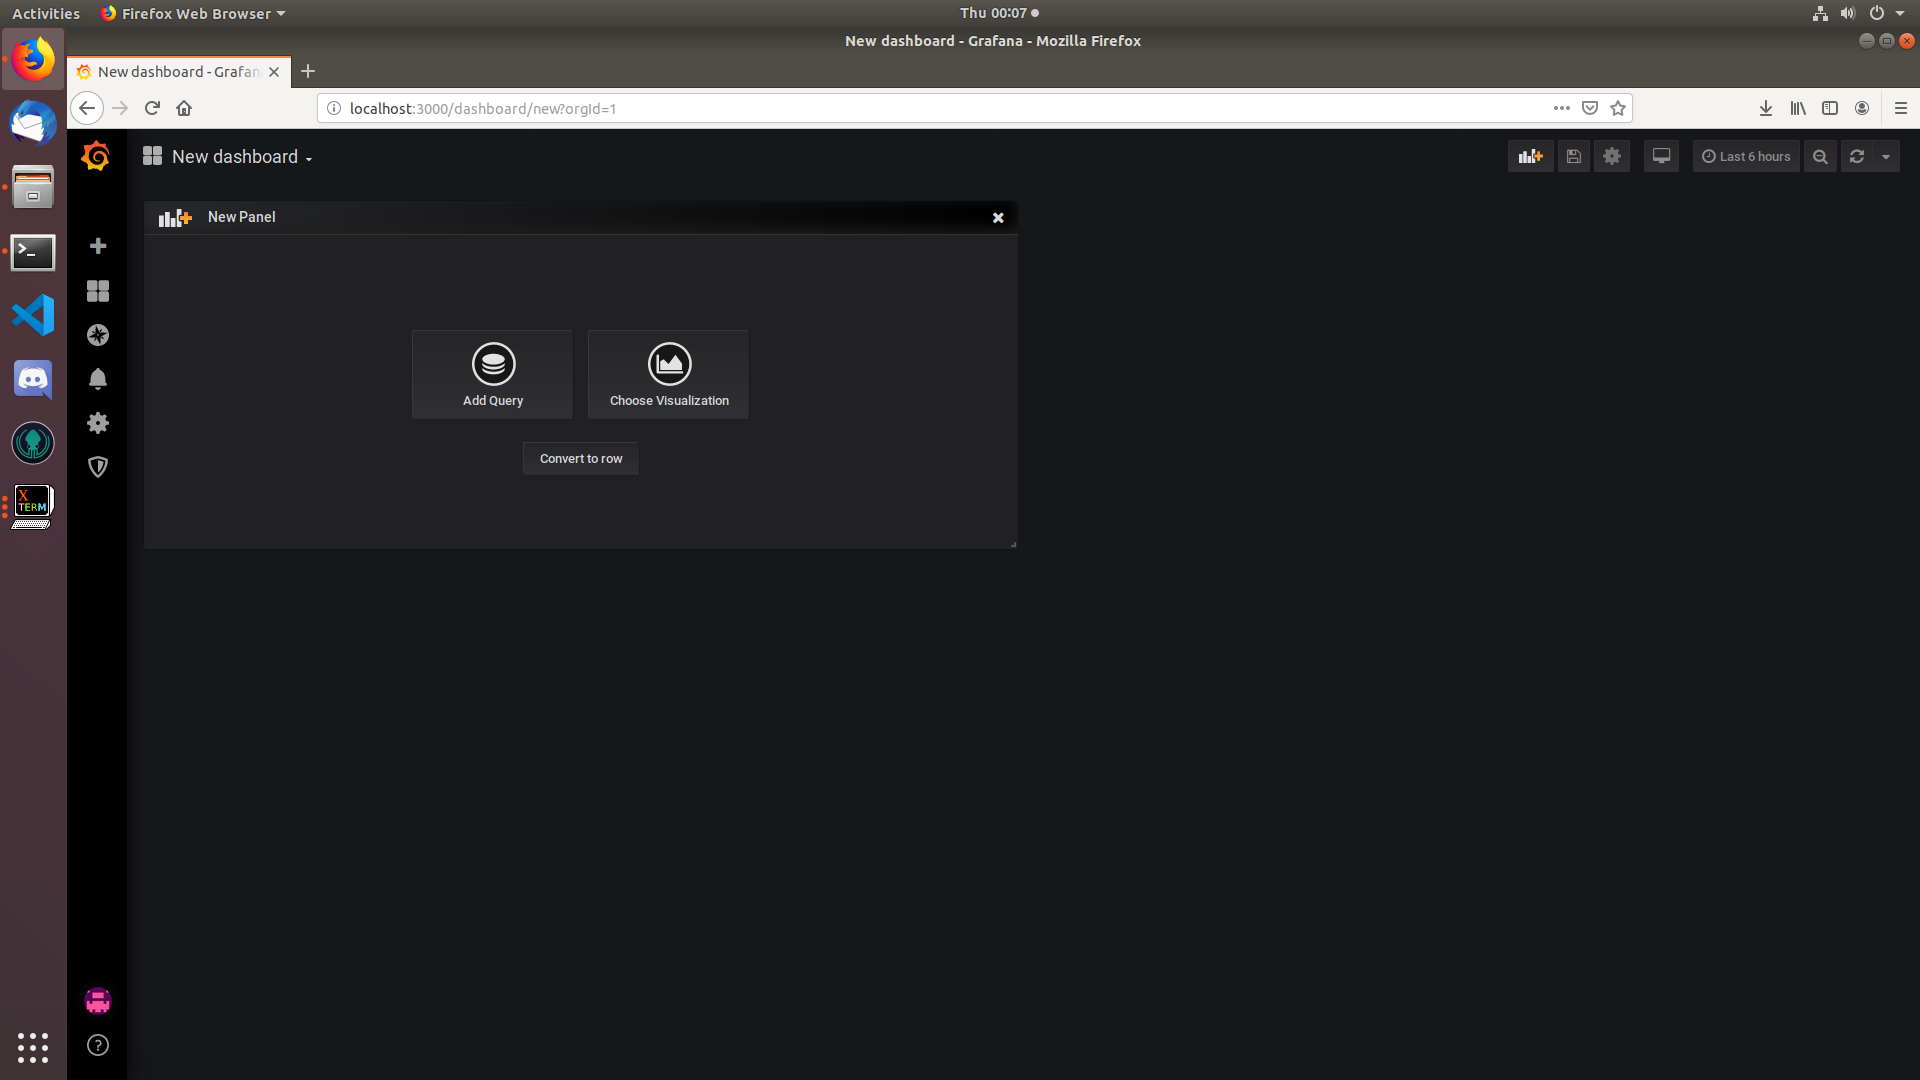 Activities
Firefox Web Browser
Thu 00:07
New dashboard - Grafana - Mozilla Firefox
New dashboard - Grafan
localhost:3000/dashboard/new?orgId=1
New dashboard
Last 6 hours
New Panel
Add Query
Choose Visualization
Convert to row
X
TERM